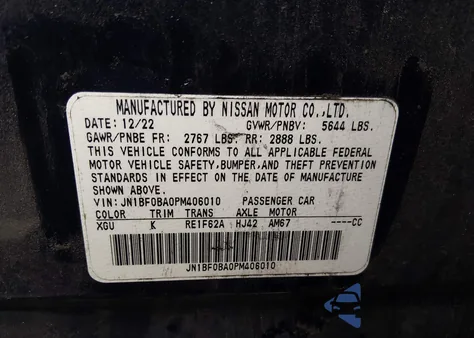 MANUFACTURED BY NISSAN MOTOR CO.,LTD.
DATE: 12/22 GVWR/PNBV: 5644 LBS.
GAWR/PNBE FR: 2767 LBS. RR: 2888 LBS.
THIS VEHICLE CONFORMS TO ALL APPLICABLE FEDERAL
MOTOR VEHICLE SAFETY,BUMPER,AND THEFT PREVENTION
STANDARDS IN EFFECT ON THE DATE OF MANUFACTURE
SHOWN ABOVE.
VIN: JN1BF0BA0PM406010 PASSENGER CAR
COLOR TRIM TRANS AXLE MOTOR
XGU K RE1F62A HJ42 AM67 ----CC
JN1BF0BA0PM406010